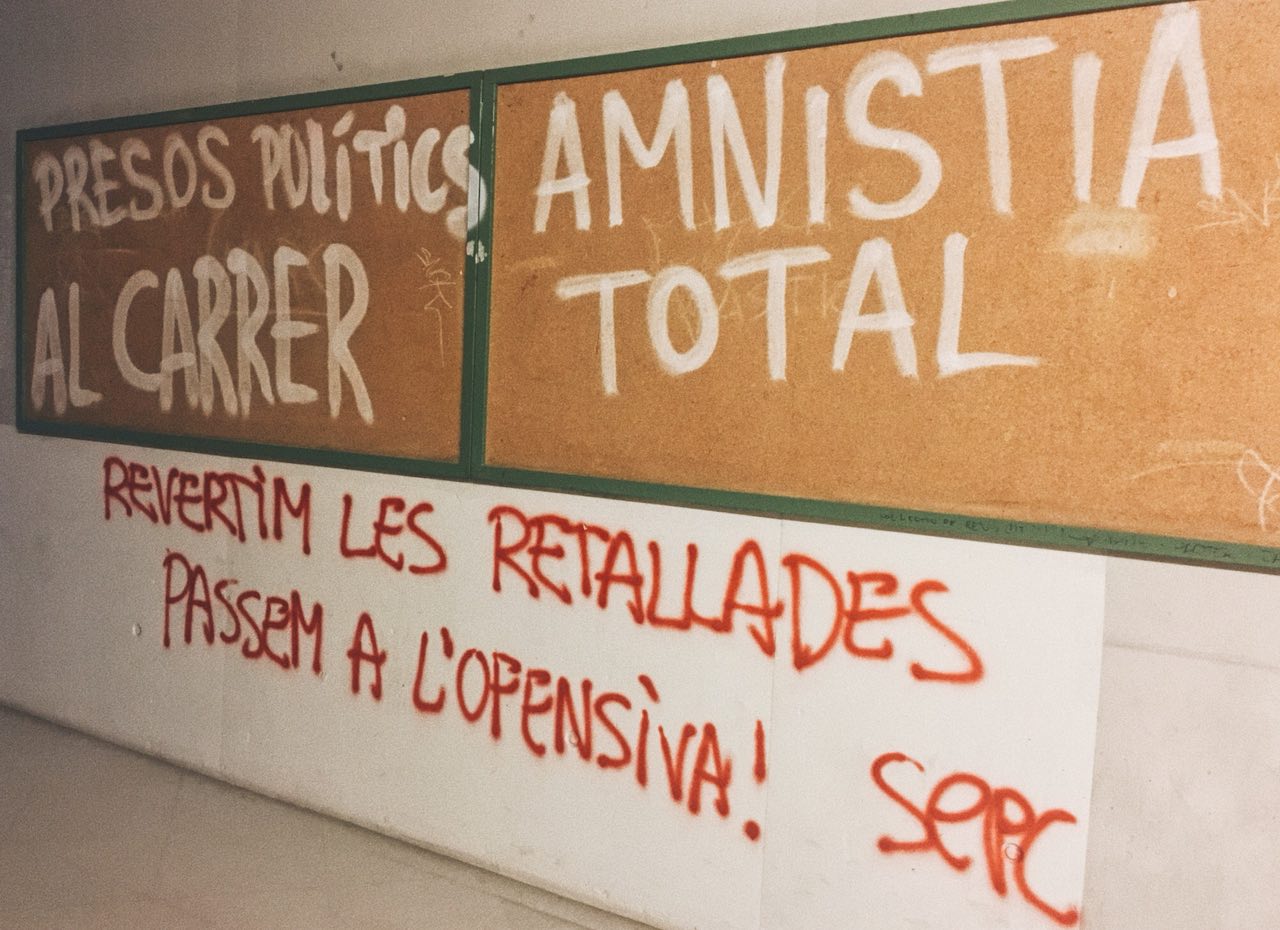 PRESOS POLÍTICS
AL CARRER
AMNISTIA
TOTAL
REVERTIM LES RETALLADES
PASSEM A L'OFENSIVA!
SEPC